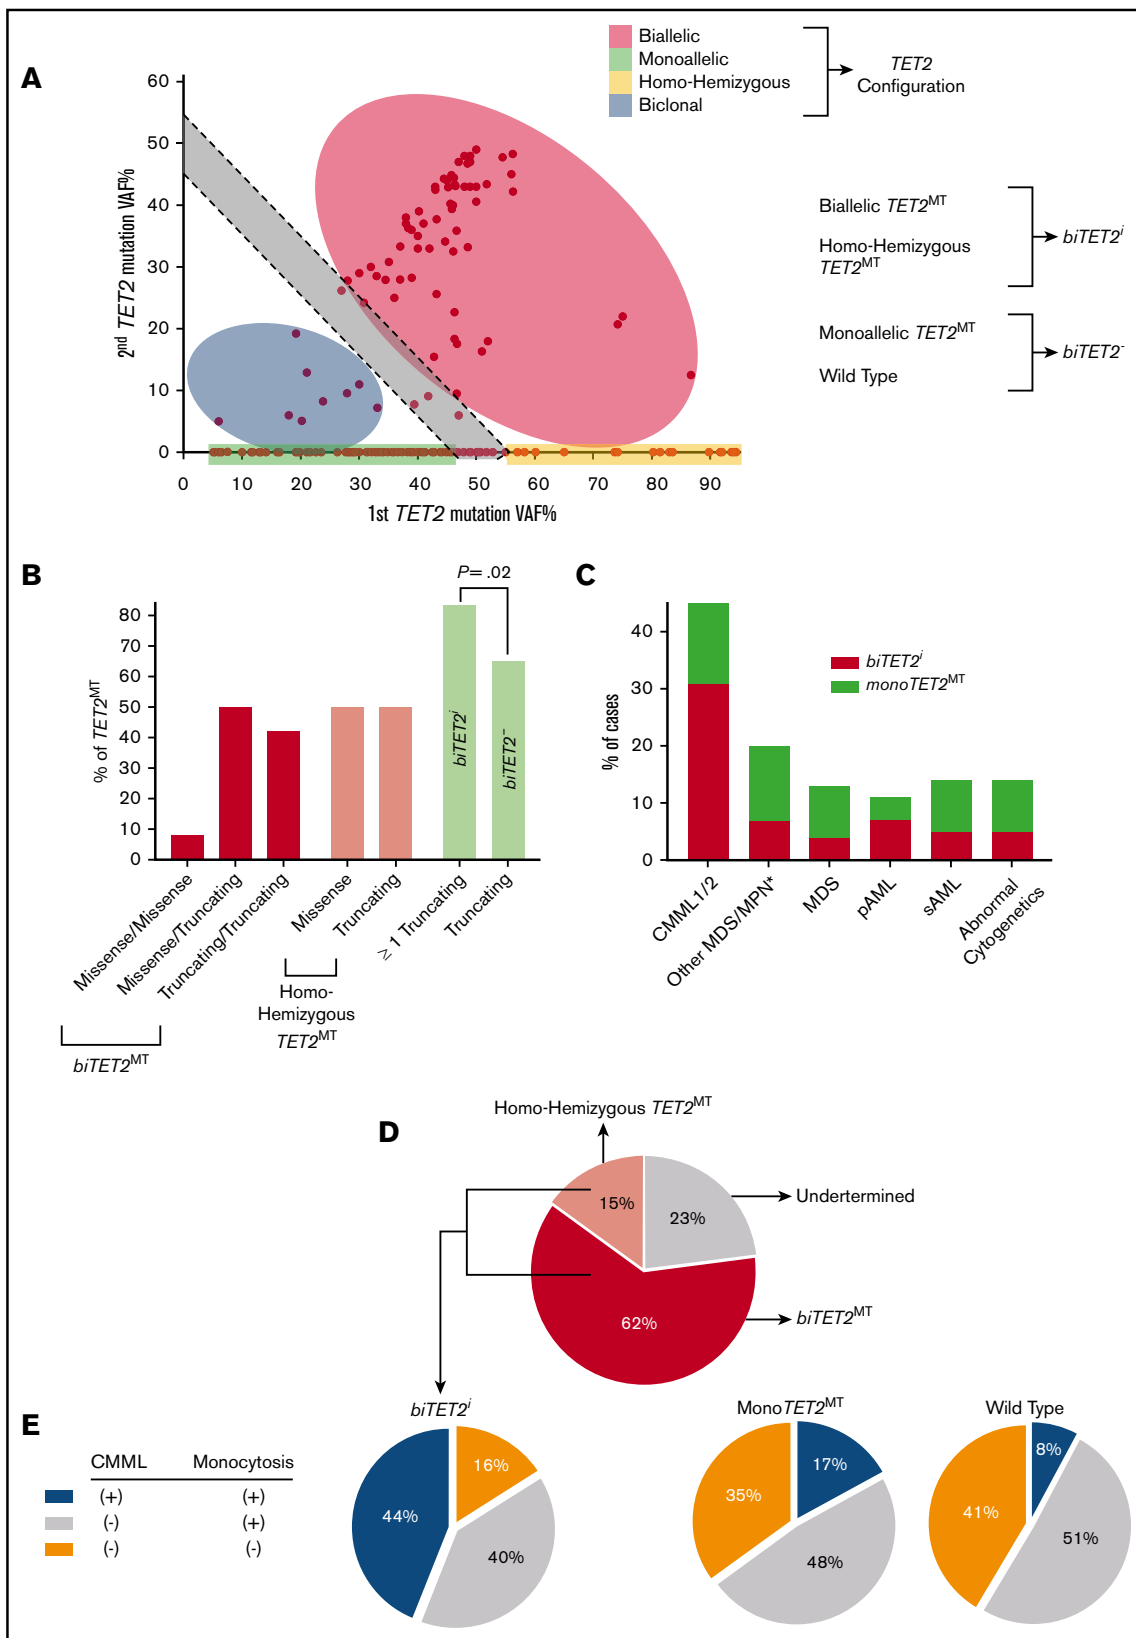 A
Biallelic
Monoallelic
Homo-Hemizygous
Biclonal
TET2
Configuration
2nd TET2 mutation VAF%
60
50
40
30
20
10
0
0 10 20 30 40 50 60 70 80 90
1st TET2 mutation VAF%
Biallelic TET2MT
Homo-Hemizygous
TET2MT
biTET2i
Monoallelic TET2MT
Wild Type
biTET2-
B
% of TET2MT
80
70
60
50
40
30
20
10
0
P= .02
biTET2i
biTET2-
Missense/Missense
Missense/Truncating
Truncating/Truncating
Missense
Truncating
≥ 1 Truncating
Truncating
biTET2MT
Homo-
Hemizygous
TET2MT
C
% of cases
40
30
20
10
0
biTET2i
monoTET2MT
CMML1/2
Other MDS/MPN*
MDS
pAML
sAML
Abnormal
Cytogenetics
D
Homo-Hemizygous TET2MT
15%
23%
Undertermined
62%
biTET2MT
E
CMML Monocytosis
(+) (+)
(-) (+)
(-) (-)
biTET2i
16%
44%
40%
MonoTET2MT
17%
35%
48%
Wild Type
8%
41%
51%